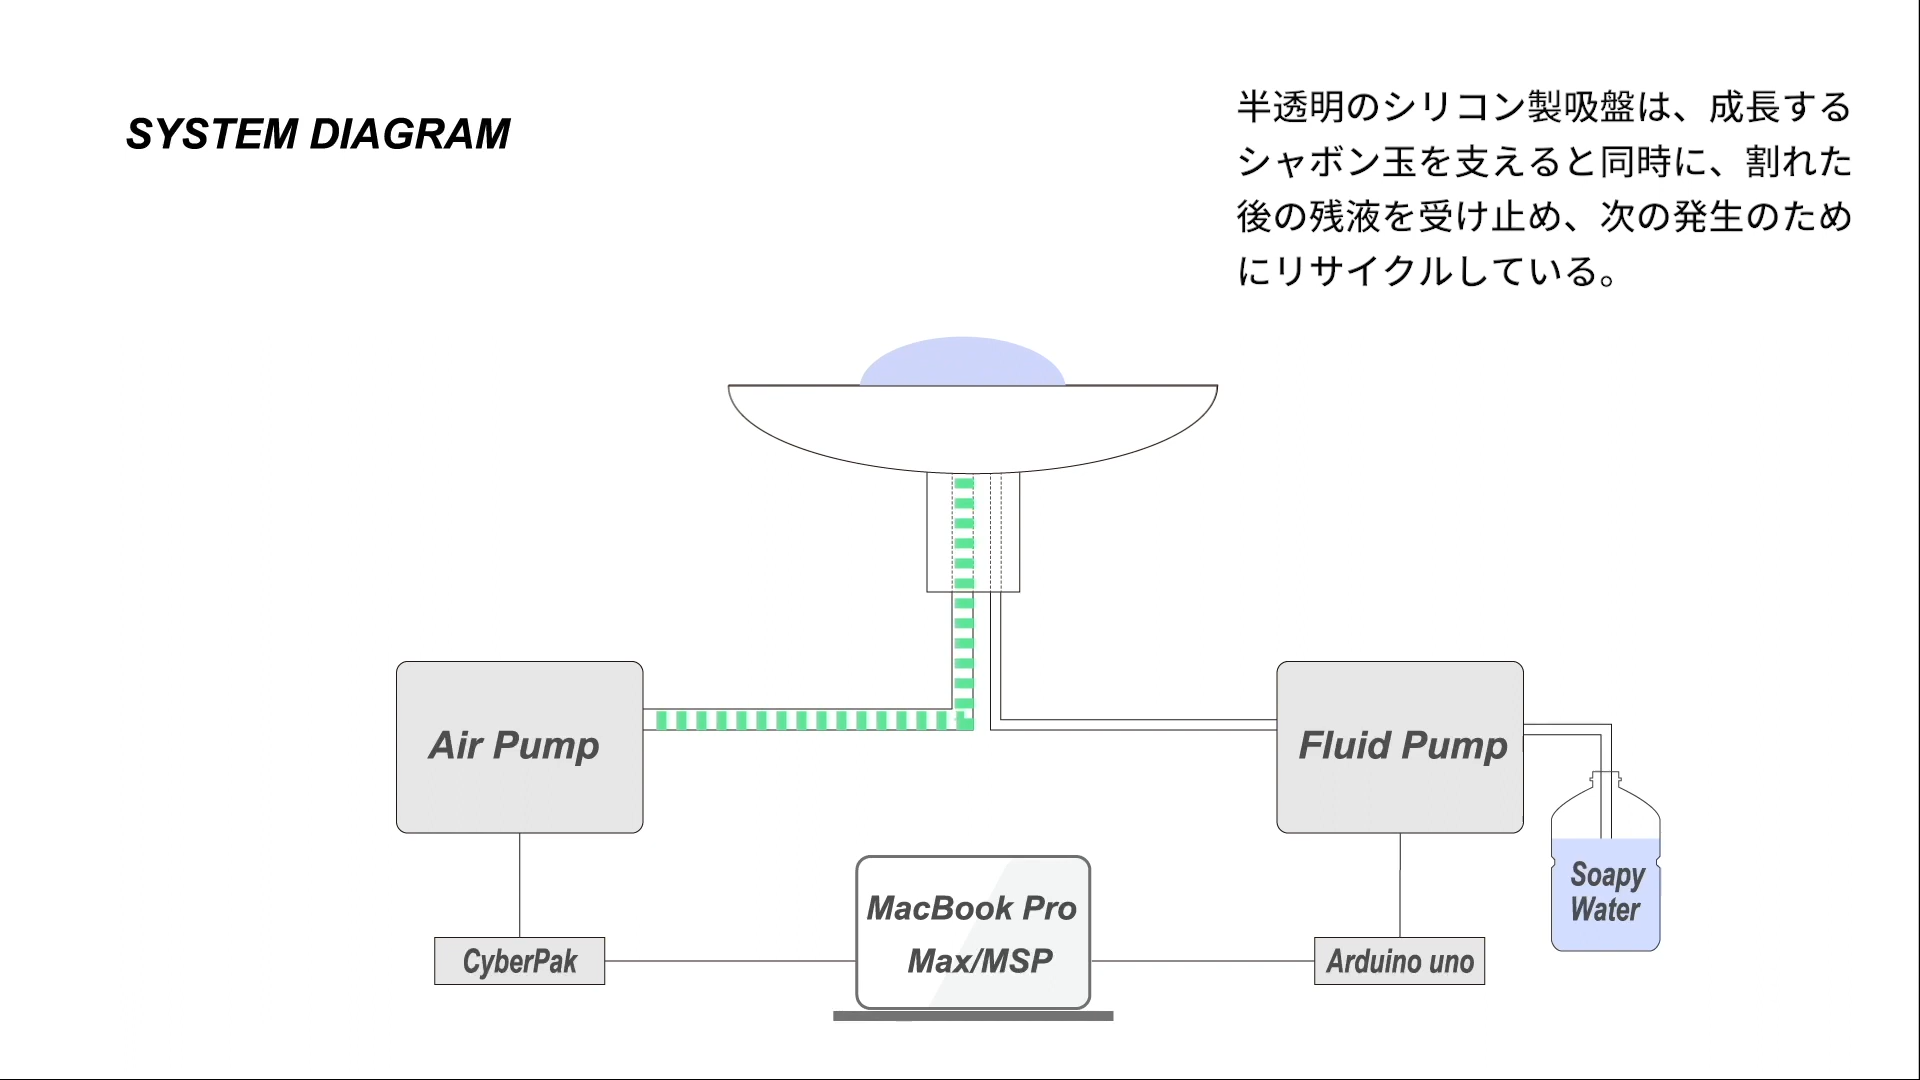 SYSTEM DIAGRAM
半透明のシリコン製吸盤は、成長する
シャボン玉を支えると同時に、割れた
後の残液を受け止め、次の発生のため
にリサイクルしている。
Air Pump
Fluid Pump
Soapy
Water
MacBook Pro
Max/MSP
CyberPak
Arduino uno